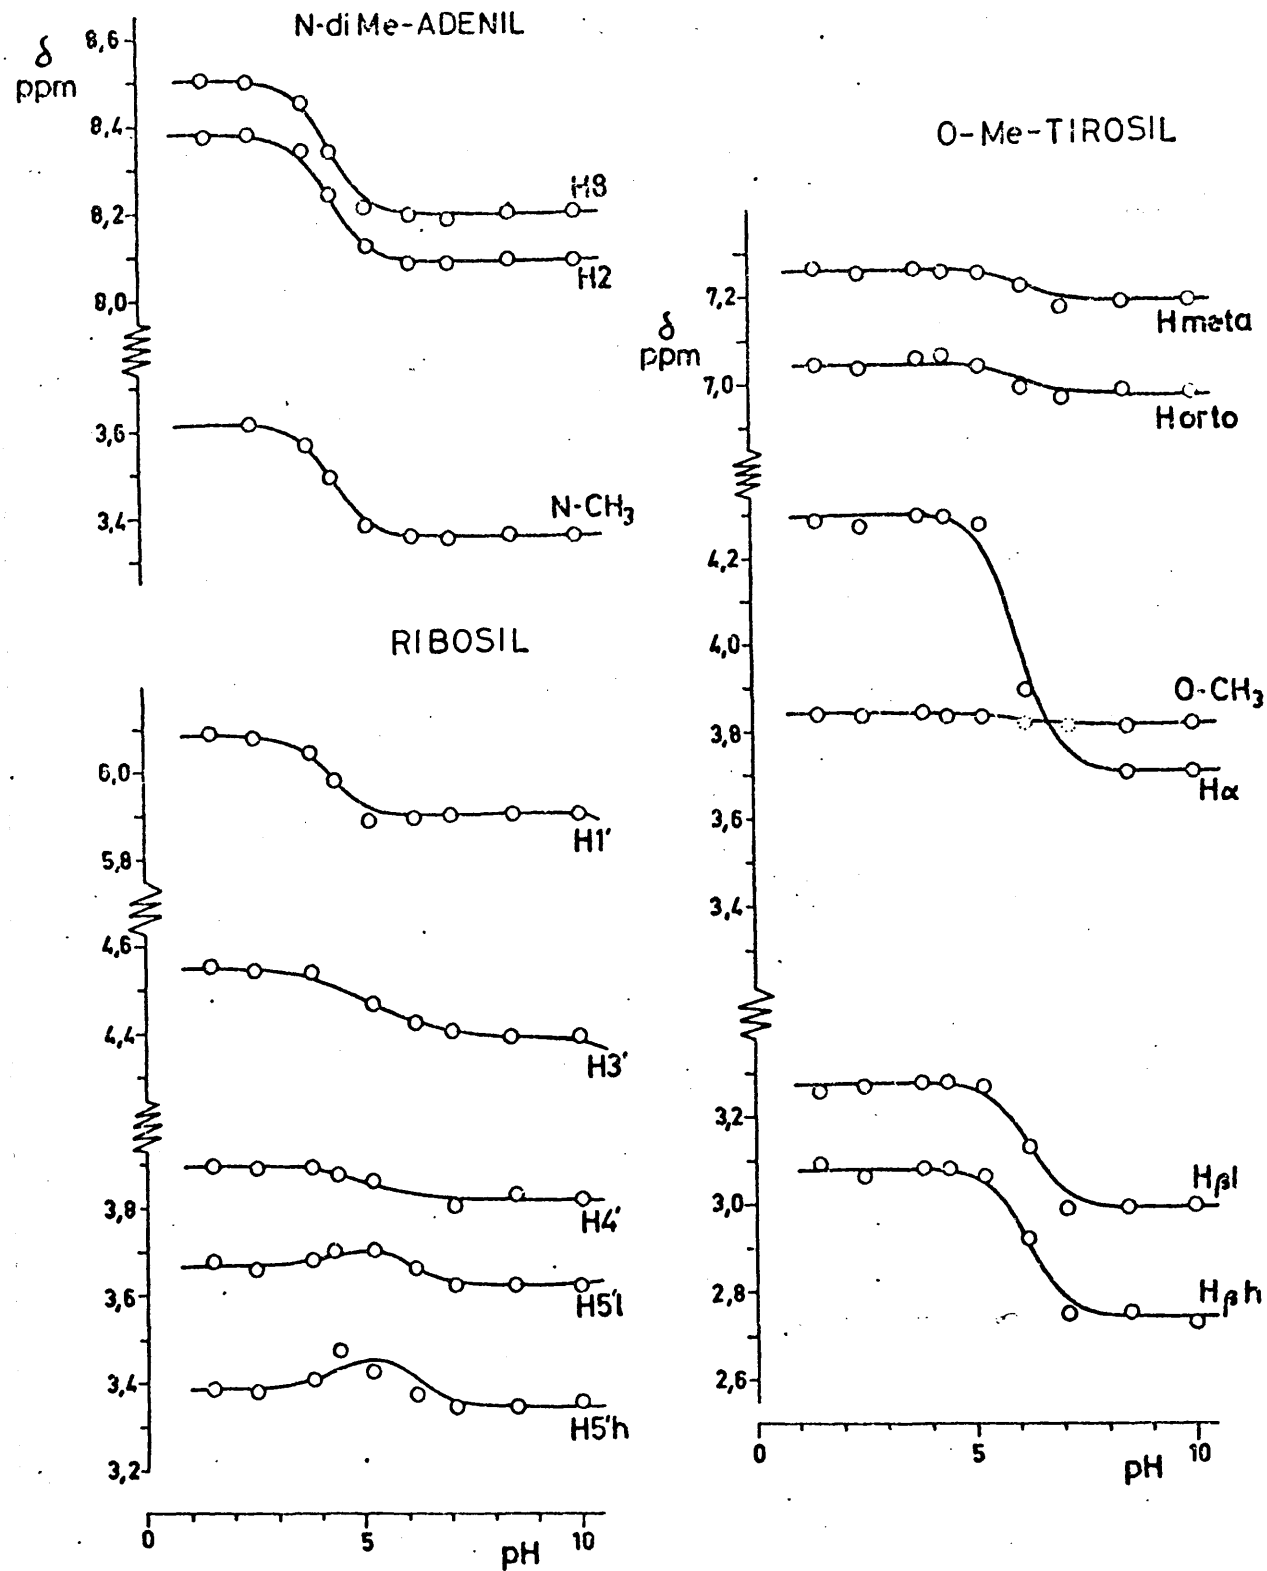 N-diMe-ADENIL
δ
ppm
8,6
8,4
8,2
8,0
H8
H2
3,6
3,4
N-CH₃
RIBOSIL
6,0
5,8
H1'
4,6
4,4
H3'
3,8
3,6
3,4
3,2
H4'
H5'l
H5'h
0
5
10
pH
O-Me-TIROSIL
δ
ppm
7,2
7,0
Hmeta
Horto
4,2
4,0
3,8
3,6
3,4
O-CH₃
Hα
3,2
3,0
2,8
2,6
Hβl
Hβh
0
5
10
pH